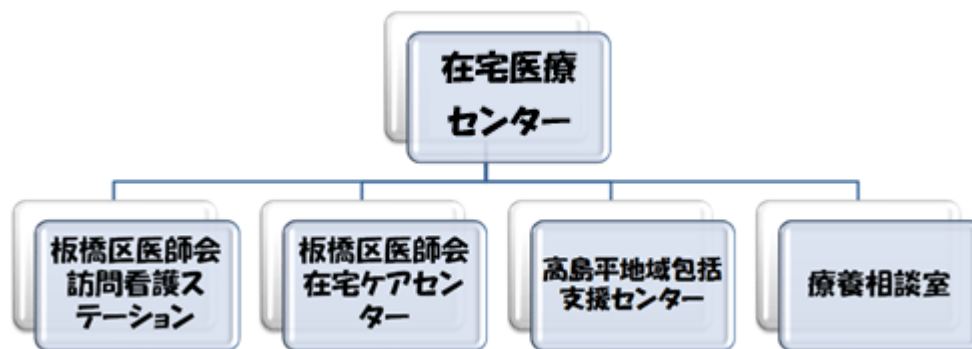 在宅医療
センター
板橋区医師会
訪問看護ス
テーション
板橋区医師会
在宅ケアセン
ター
高島平地域包括
支援センター
療養相談室